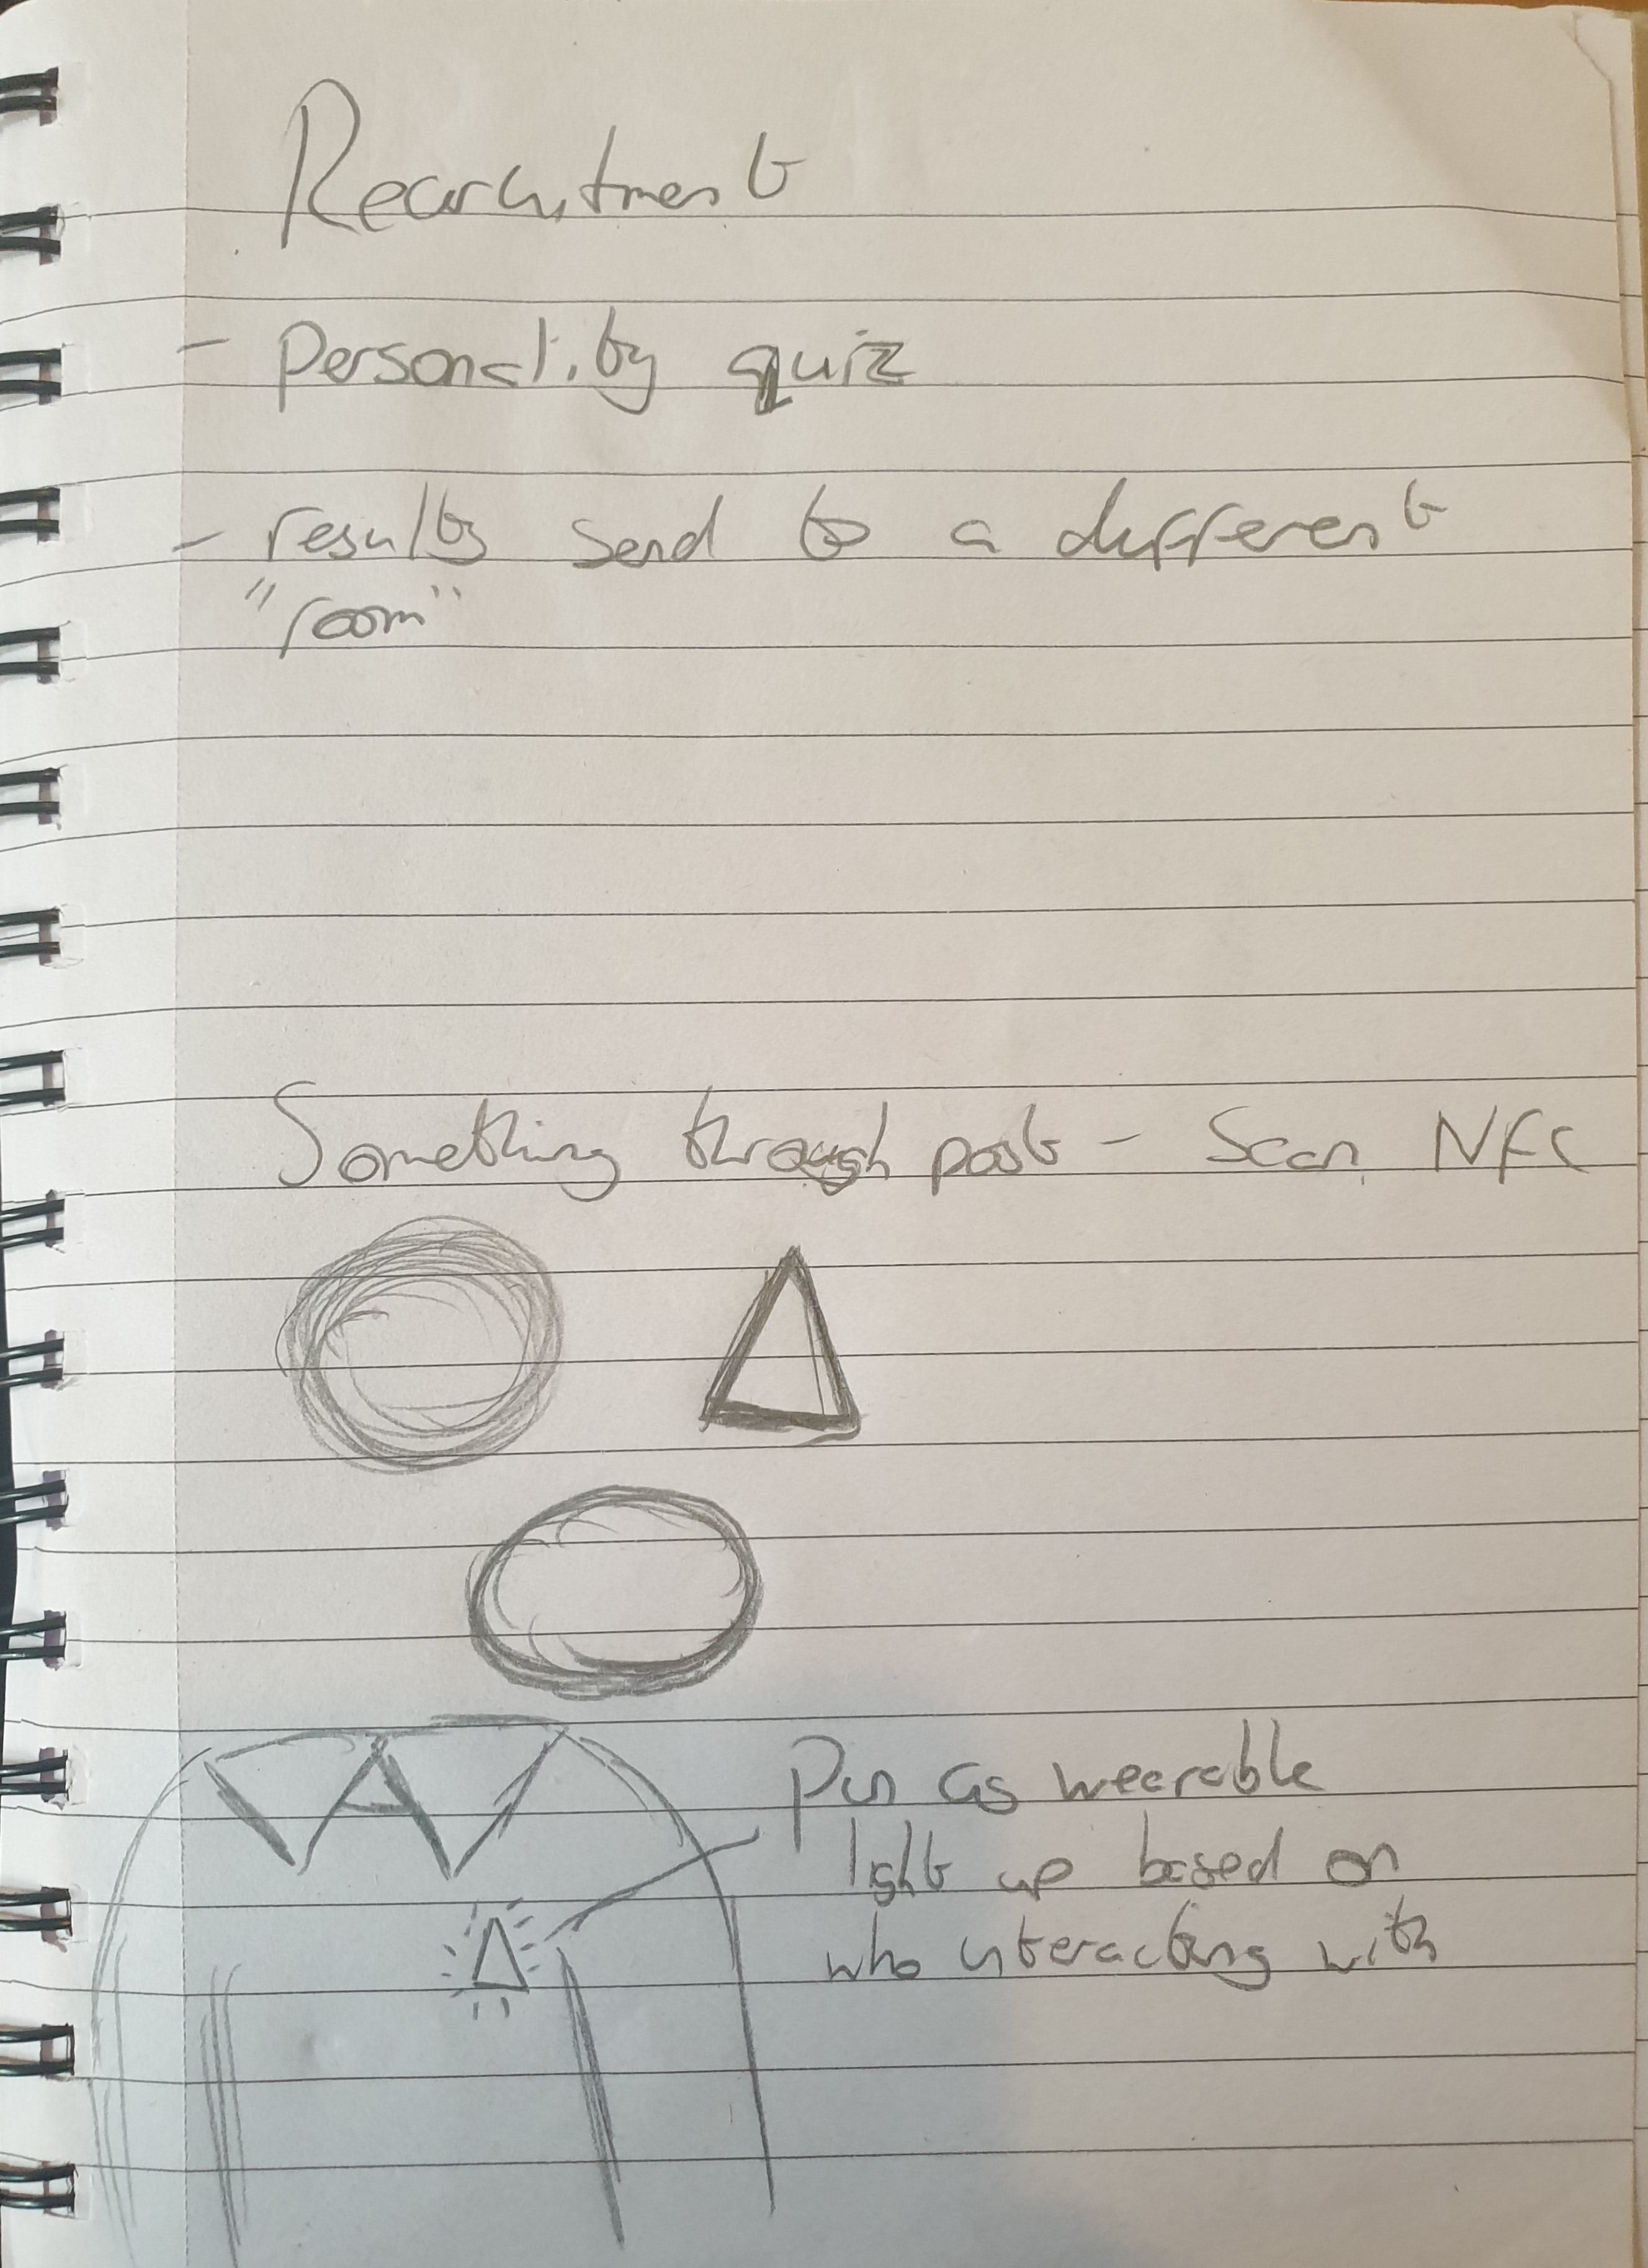 Recruitment
- Personality quiz
- results send to a different
"room"
Something through post - Scan NFC
Pin as wearable
light up based on
who interacting with